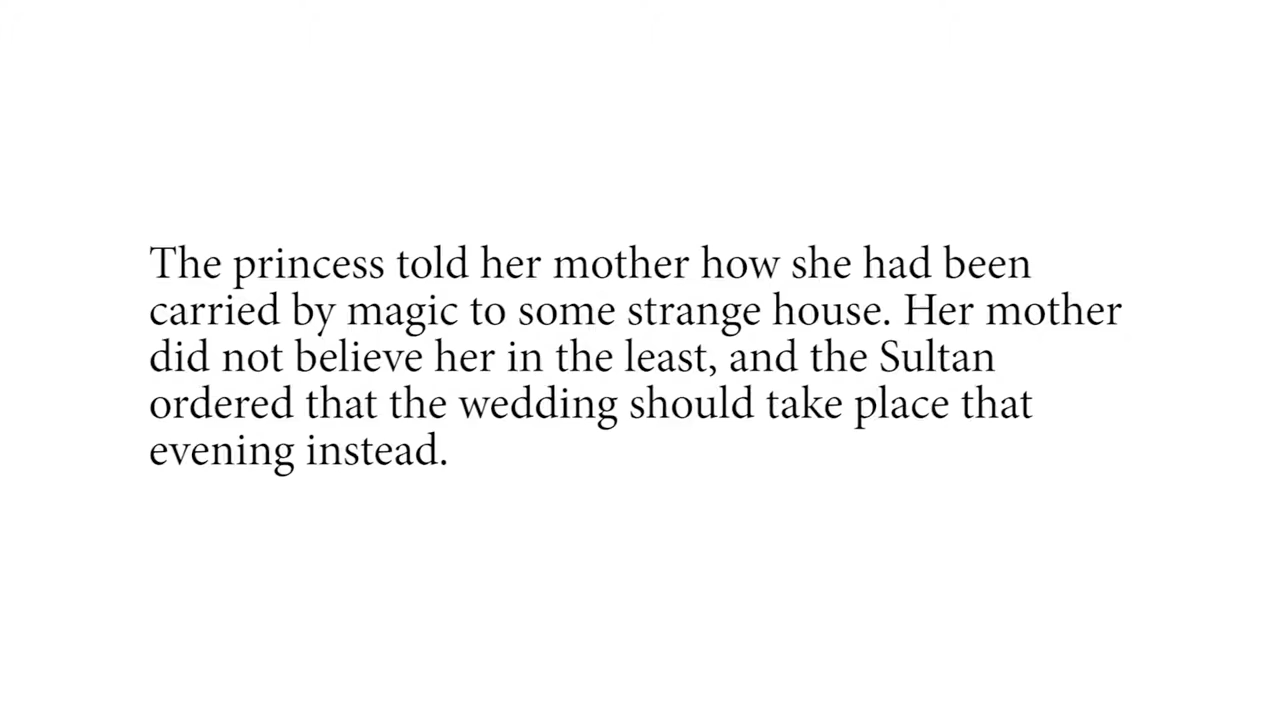 The princess told her mother how she had been
carried by magic to some strange house. Her mother
did not believe her in the least, and the Sultan
ordered that the wedding should take place that
evening instead.